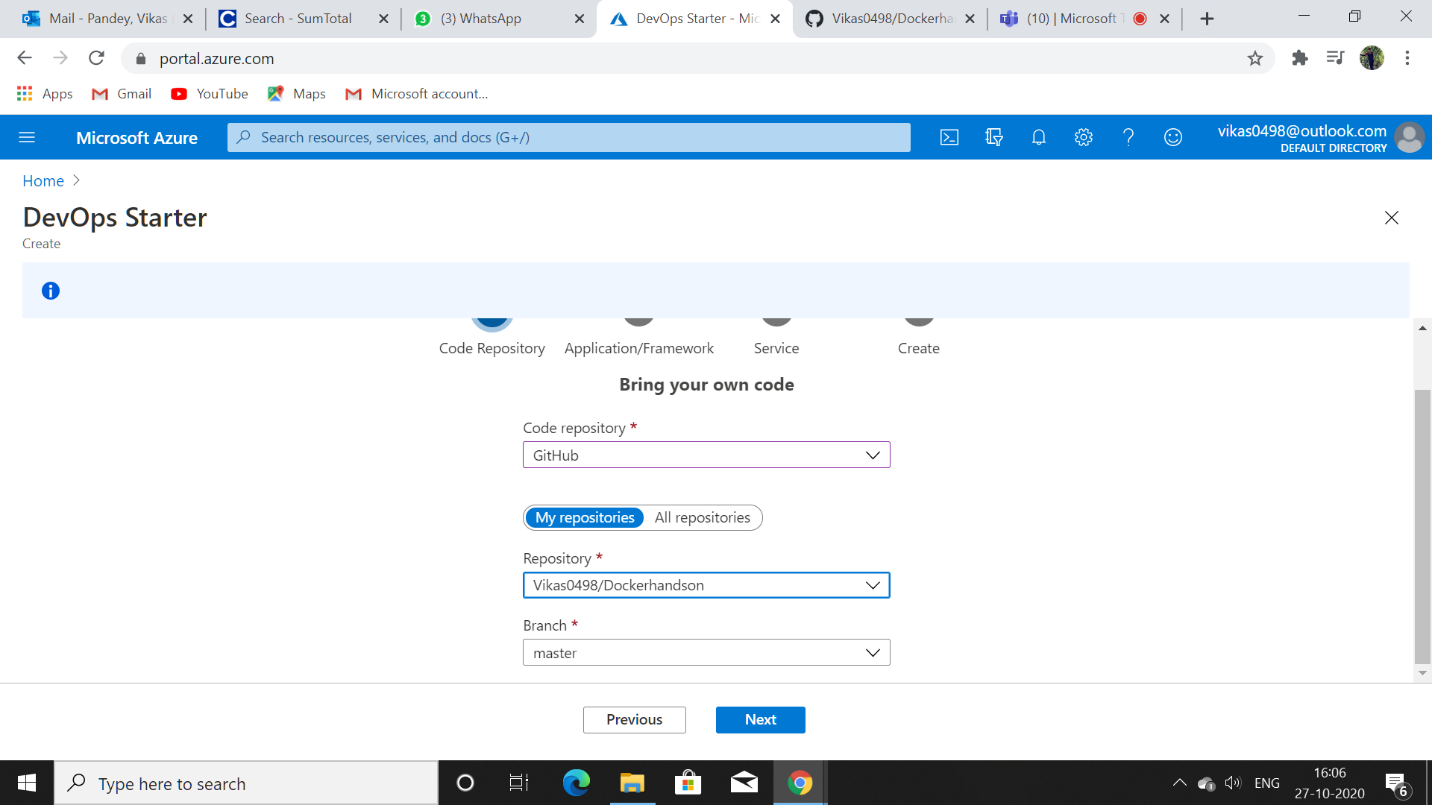 Mail - Pandey, Vikas
Search - SumTotal
3
(3) WhatsApp
DevOps Starter - Mic
Vikas0498/Dockerha
(10) | Microsoft T
portal.azure.com
Apps
Gmail
YouTube
Maps
Microsoft account...
Microsoft Azure
Search resources, services, and docs (G+/)
vikas0498@outlook.com
DEFAULT DIRECTORY
Home
DevOps Starter
Create
Code Repository
Application/Framework
Service
Create
Bring your own code
Code repository *
GitHub
My repositories
All repositories
Repository *
Vikas0498/Dockerhandson
Branch *
master
Previous
Next
Type here to search
ENG
16:06
27-10-2020
6